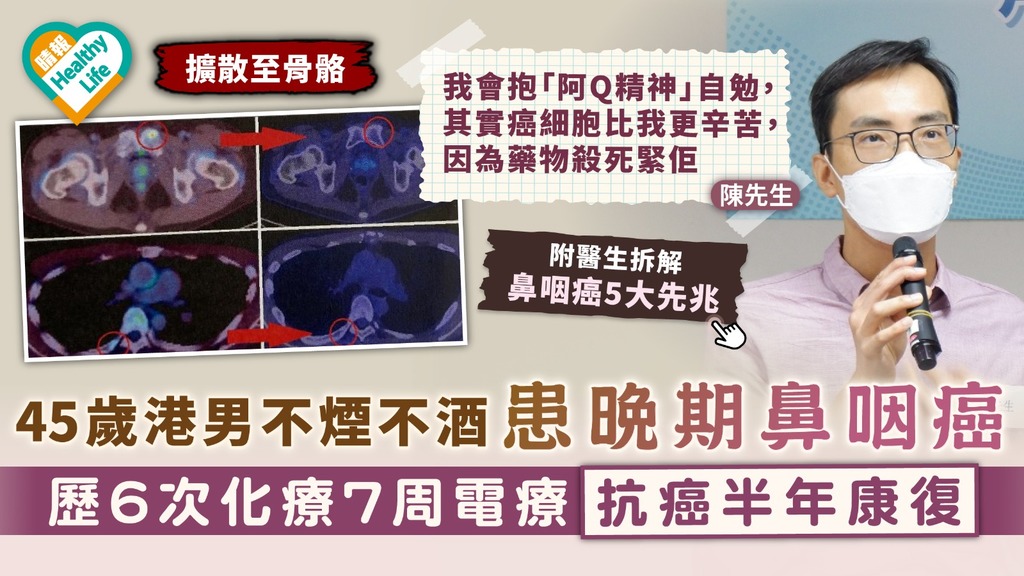 晴報
Healthy
Life
擴散至骨骼
我會抱「阿Q精神」自勉，
其實癌細胞比我更辛苦，
因為藥物殺死緊佢
陳先生
附醫生拆解
鼻咽癌5大先兆
45歲港男不煙不酒患晚期鼻咽癌
歷6次化療7周電療 抗癌半年康復